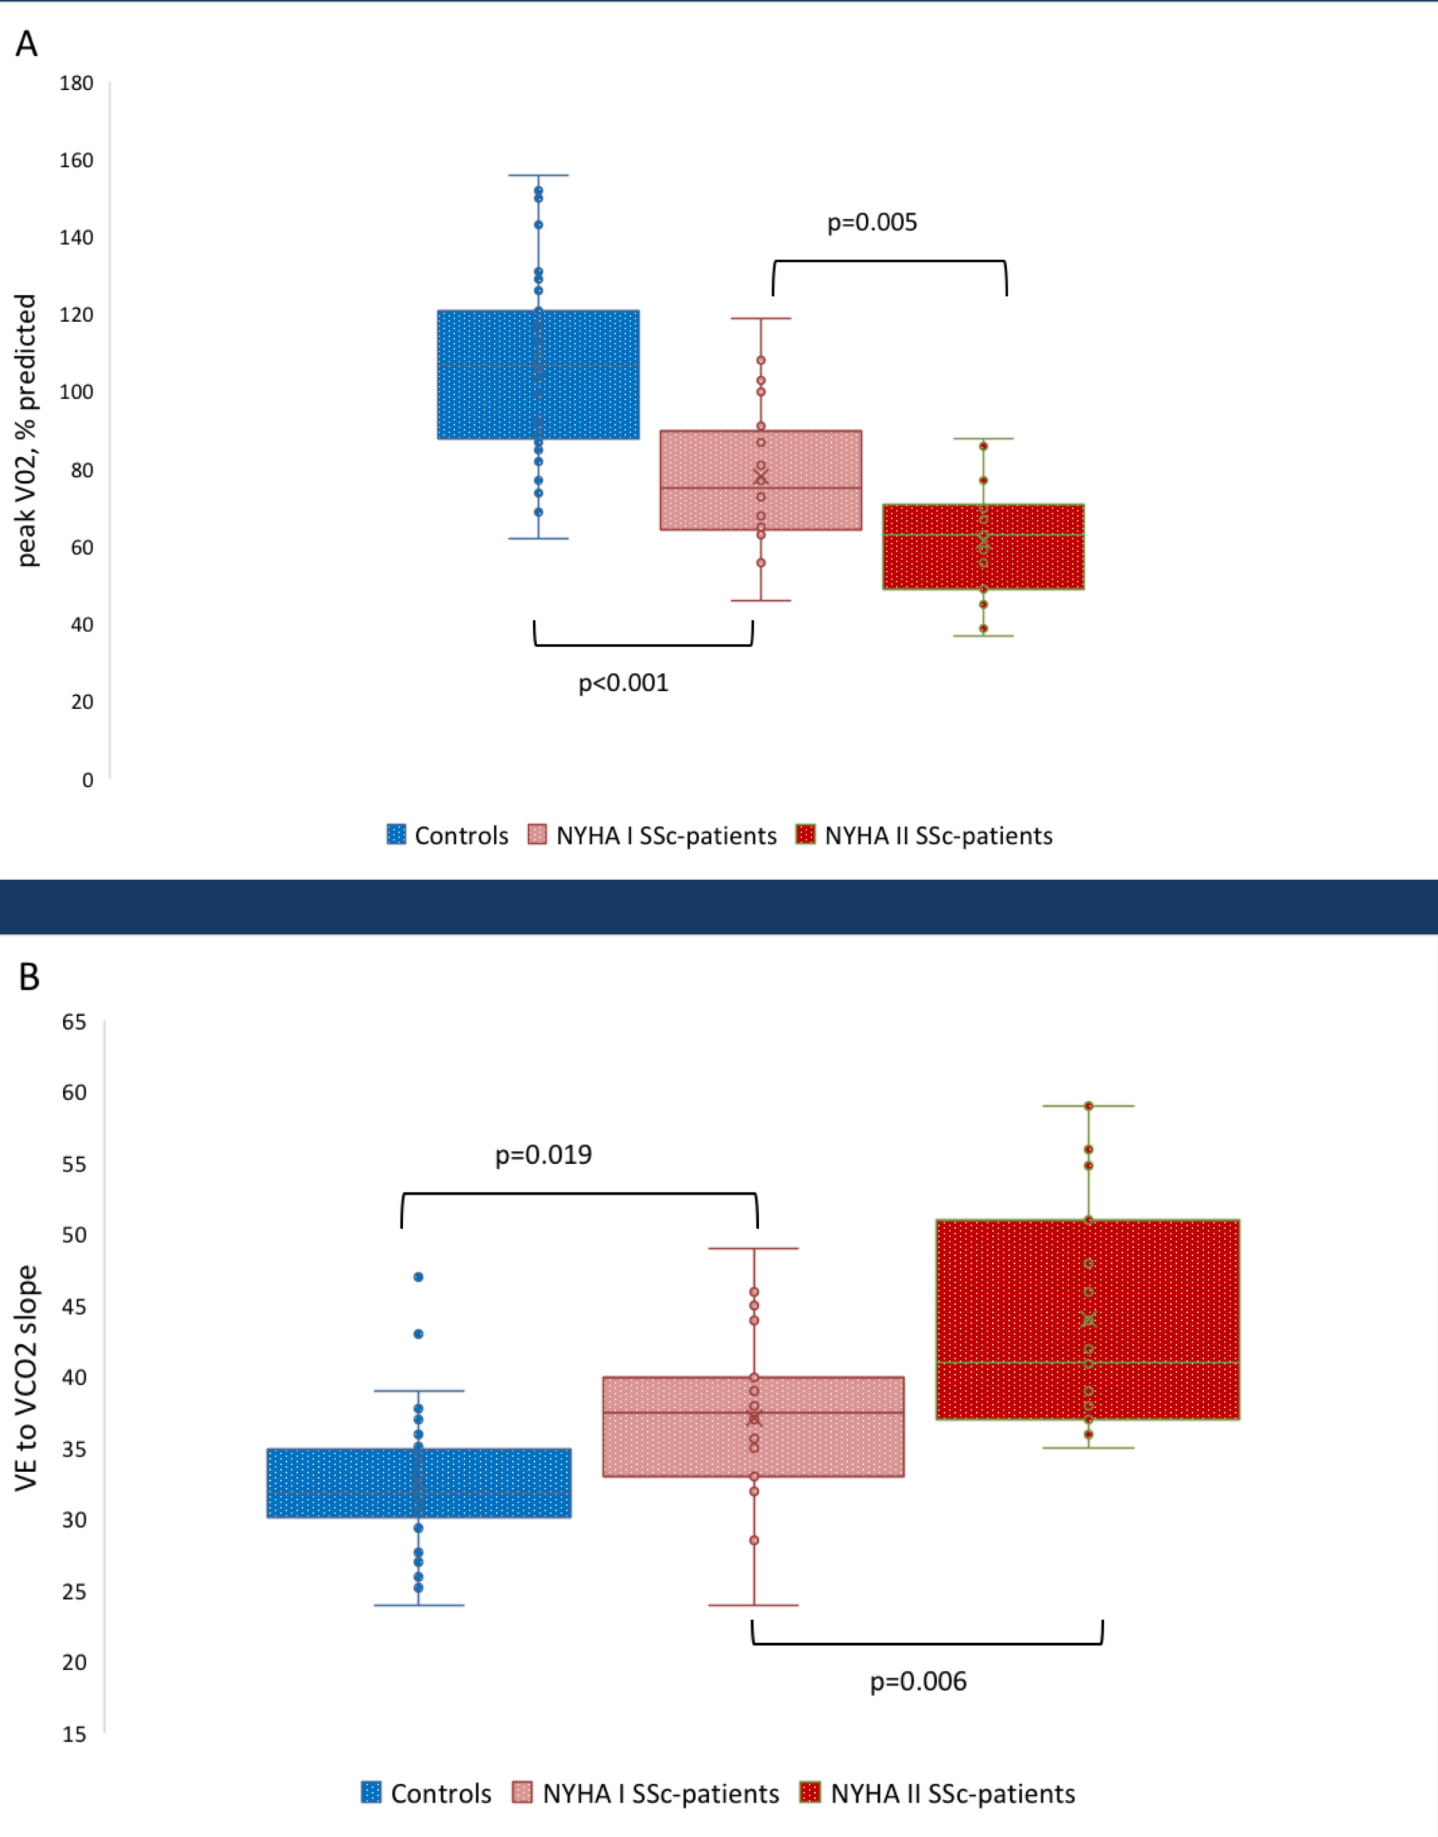 A
180
160
140
120
100
80
60
40
20
0
peak V02, % predicted
p=0.005
p<0.001
Controls NYHA I SSc-patients NYHA II SSc-patients
B
65
60
55
50
45
40
35
30
25
20
15
VE to VCO2 slope
p=0.019
p=0.006
Controls NYHA I SSc-patients NYHA II SSc-patients